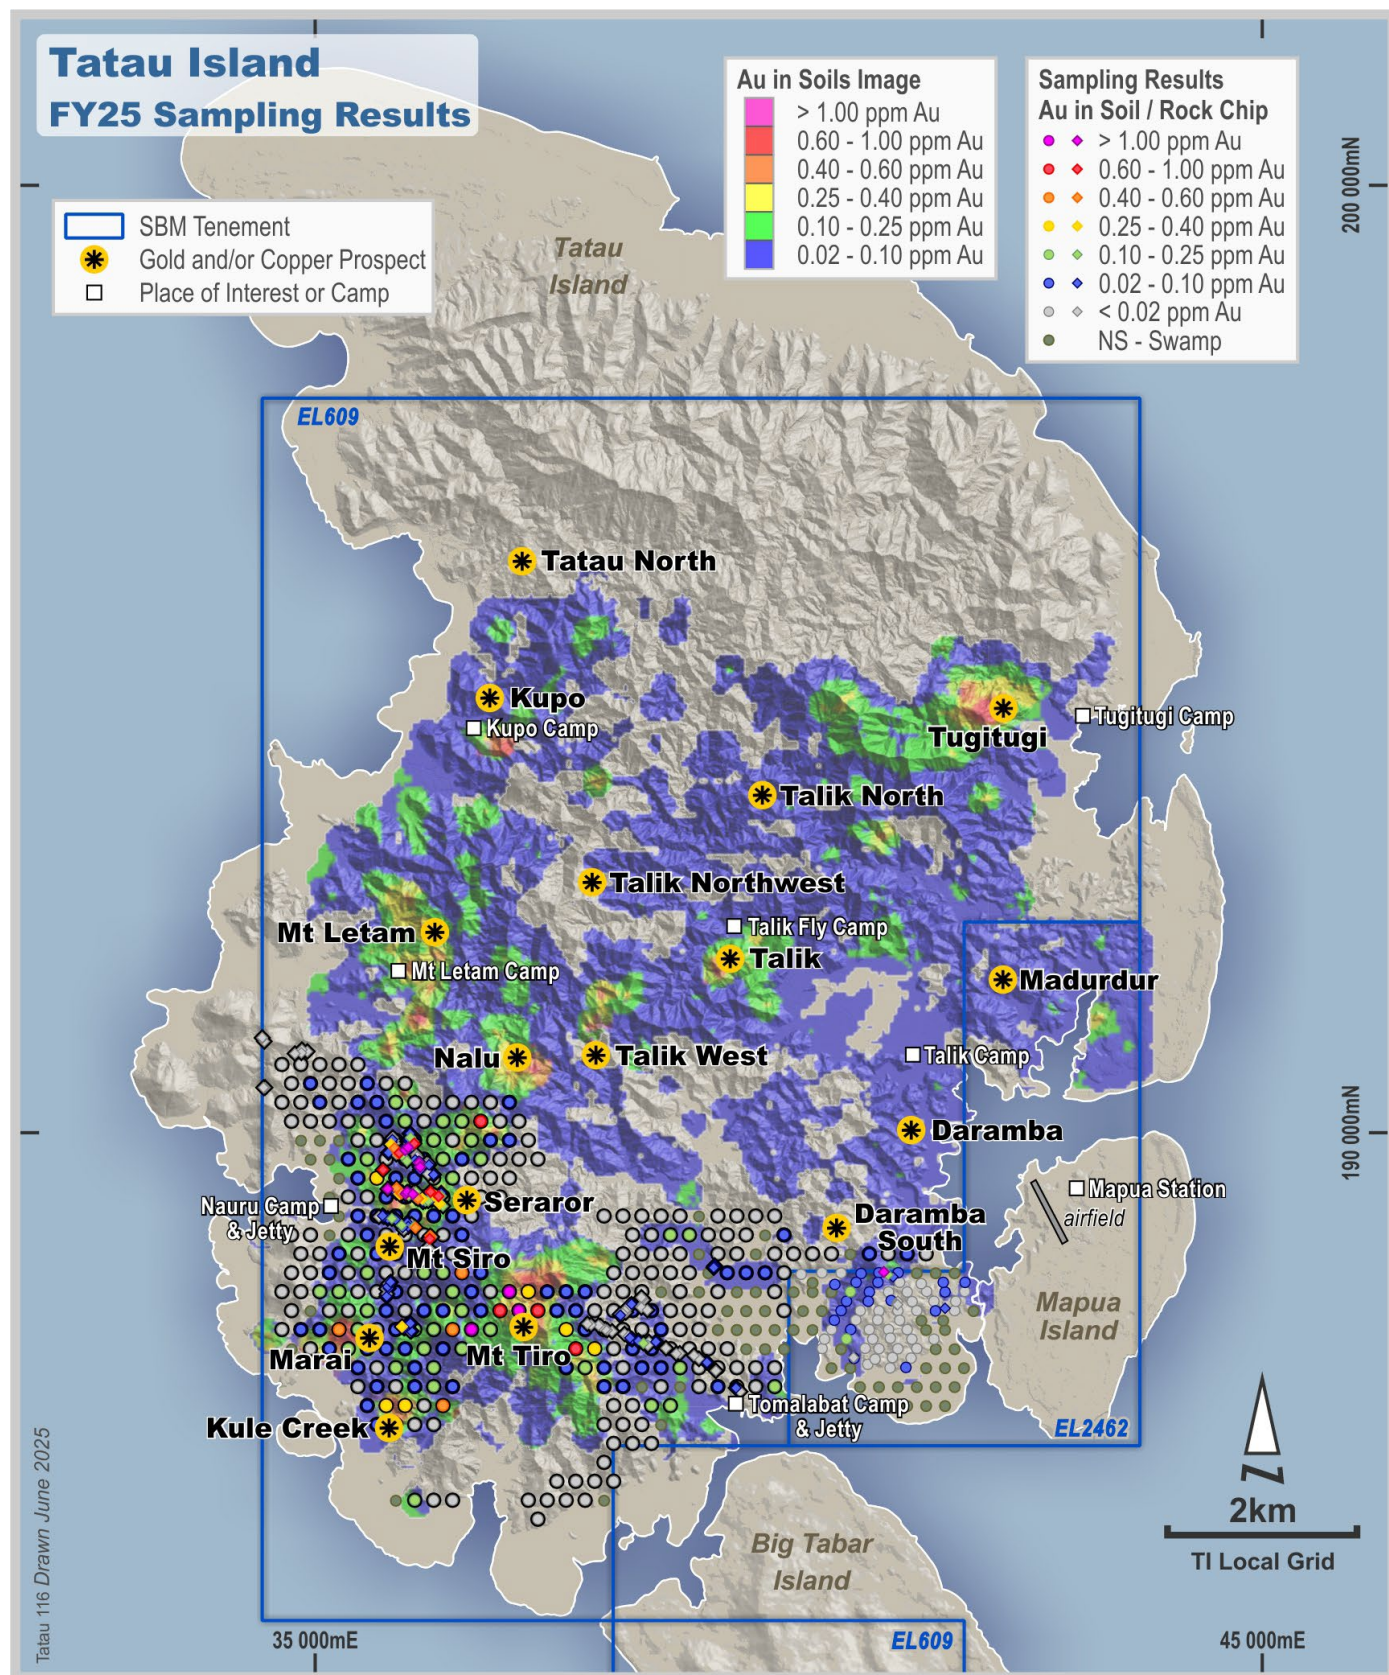 Tatau Island
FY25 Sampling Results
SBM Tenement
Gold and/or Copper Prospect
Place of Interest or Camp
Au in Soils Image
> 1.00 ppm Au
0.60 - 1.00 ppm Au
0.40 - 0.60 ppm Au
0.25 - 0.40 ppm Au
0.10 - 0.25 ppm Au
0.02 - 0.10 ppm Au
Sampling Results
Au in Soil / Rock Chip
> 1.00 ppm Au
0.60 - 1.00 ppm Au
0.40 - 0.60 ppm Au
0.25 - 0.40 ppm Au
0.10 - 0.25 ppm Au
0.02 - 0.10 ppm Au
< 0.02 ppm Au
NS - Swamp
200 000mN
Tatau
Island
EL609
Tatau North
Kupo
Kupo Camp
Tugitugi Camp
Tugitugi
Talik North
Talik Northwest
Mt Letam
Talik Fly Camp
Talik
Mt Letam Camp
Madurdur
Nalu
Talik West
Talik Camp
Daramba
190 000mN
Mapua Station
airfield
Nauru Camp
& Jetty
Seraror
Daramba
South
Mt Siro
Mapua
Island
Marai
Mt Tiro
Tomalabat Camp
& Jetty
Kule Creek
EL2462
Big Tabar
Island
Z
2km
TI Local Grid
EL609
35 000mE
45 000mE
Tatau 116 Drawn June 2025